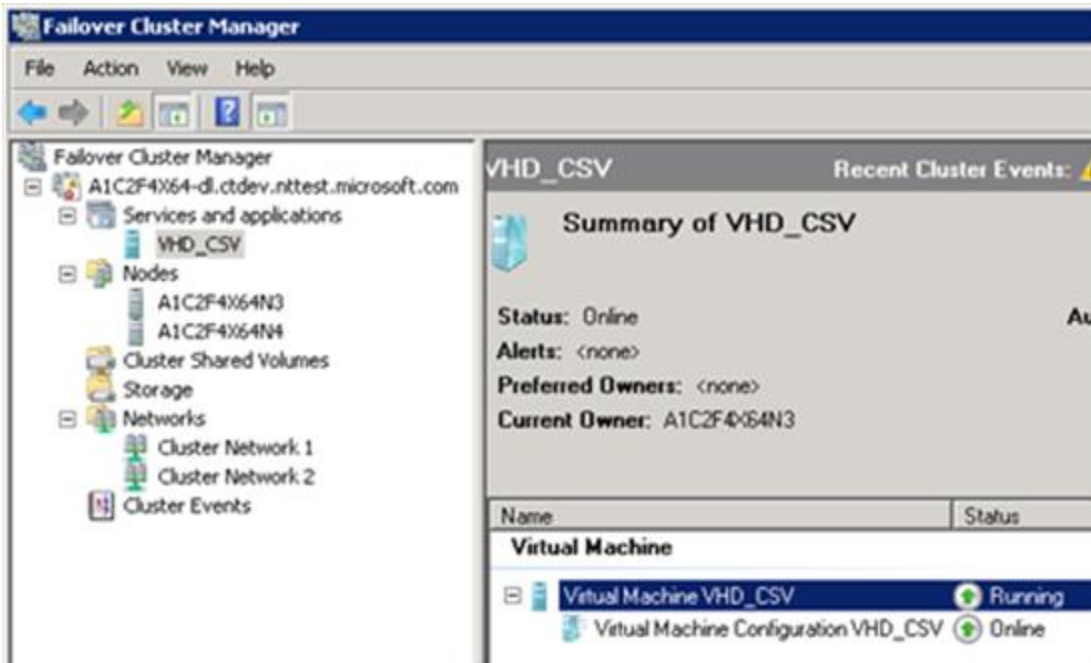 Failover Cluster Manager
File Action View Help
Failover Cluster Manager
A1C2F4X64-dl.ctdev.nttest.microsoft.com
Services and applications
VHD_CSV
Nodes
A1C2F4X64N3
A1C2F4X64N4
Cluster Shared Volumes
Storage
Networks
Cluster Network 1
Cluster Network 2
Cluster Events
VHD_CSV Recent Cluster Events:
Summary of VHD_CSV
Status: Online Au
Alerts: <none>
Preferred Owners: <none>
Current Owner: A1C2F4X64N3
Name Status
Virtual Machine
Virtual Machine VHD_CSV Running
Virtual Machine Configuration VHD_CSV Online